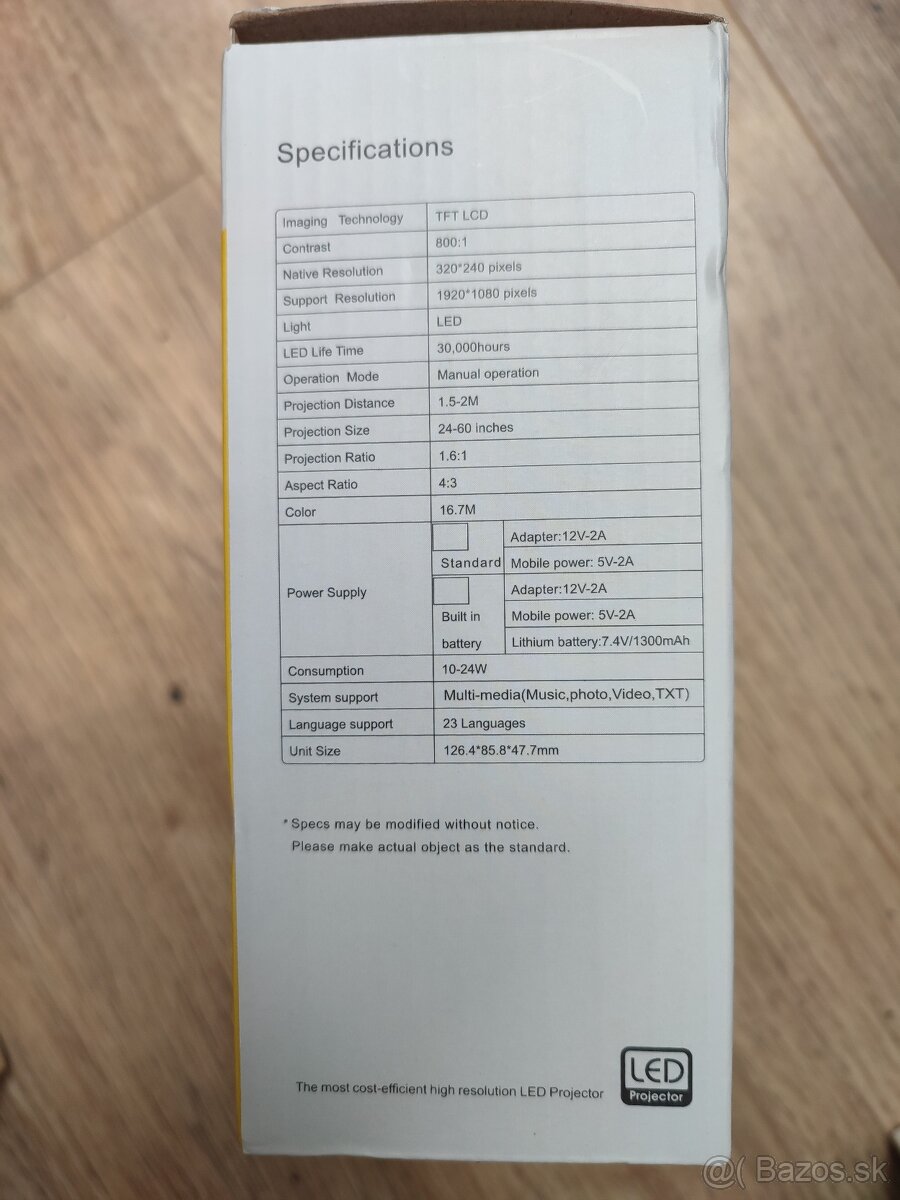 Specifications
Imaging Technology TFT LCD
Contrast 800:1
Native Resolution 320*240 pixels
Support Resolution 1920*1080 pixels
Light LED
LED Life Time 30,000hours
Operation Mode Manual operation
Projection Distance 1.5-2M
Projection Size 24-60 inches
Projection Ratio 1.6:1
Aspect Ratio 4:3
Color 16.7M
Power Supply
Standard
Adapter:12V-2A
Mobile power: 5V-2A
Built in
battery
Adapter:12V-2A
Mobile power: 5V-2A
Lithium battery:7.4V/1300mAh
Consumption 10-24W
System support Multi-media(Music,photo,Video,TXT)
Language support 23 Languages
Unit Size 126.4*85.8*47.7mm
*Specs may be modified without notice.
Please make actual object as the standard.
The most cost-efficient high resolution LED Projector
LED
Projector
@( Bazos.sk